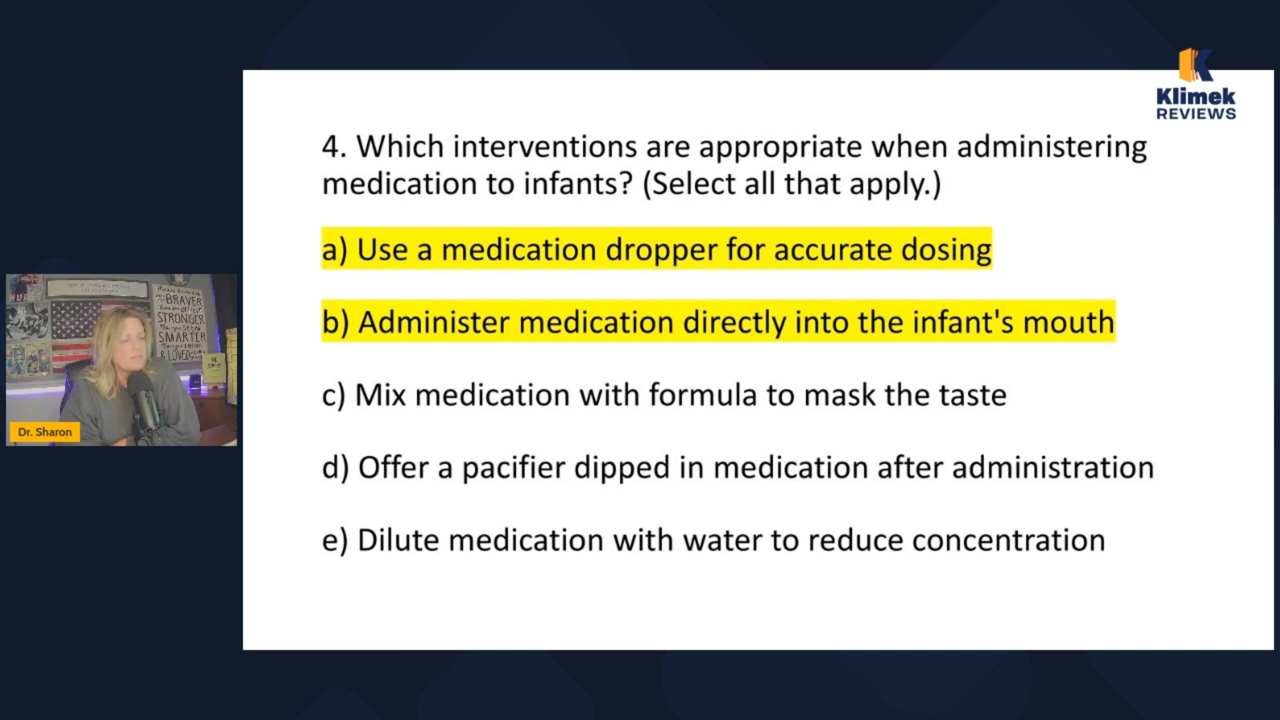 Klimek
REVIEWS
4. Which interventions are appropriate when administering
medication to infants? (Select all that apply.)
a) Use a medication dropper for accurate dosing
b) Administer medication directly into the infant's mouth
c) Mix medication with formula to mask the taste
d) Offer a pacifier dipped in medication after administration
e) Dilute medication with water to reduce concentration
BRAVER
STRONGER
SMARTER
& LOVED
Dr. Sharon